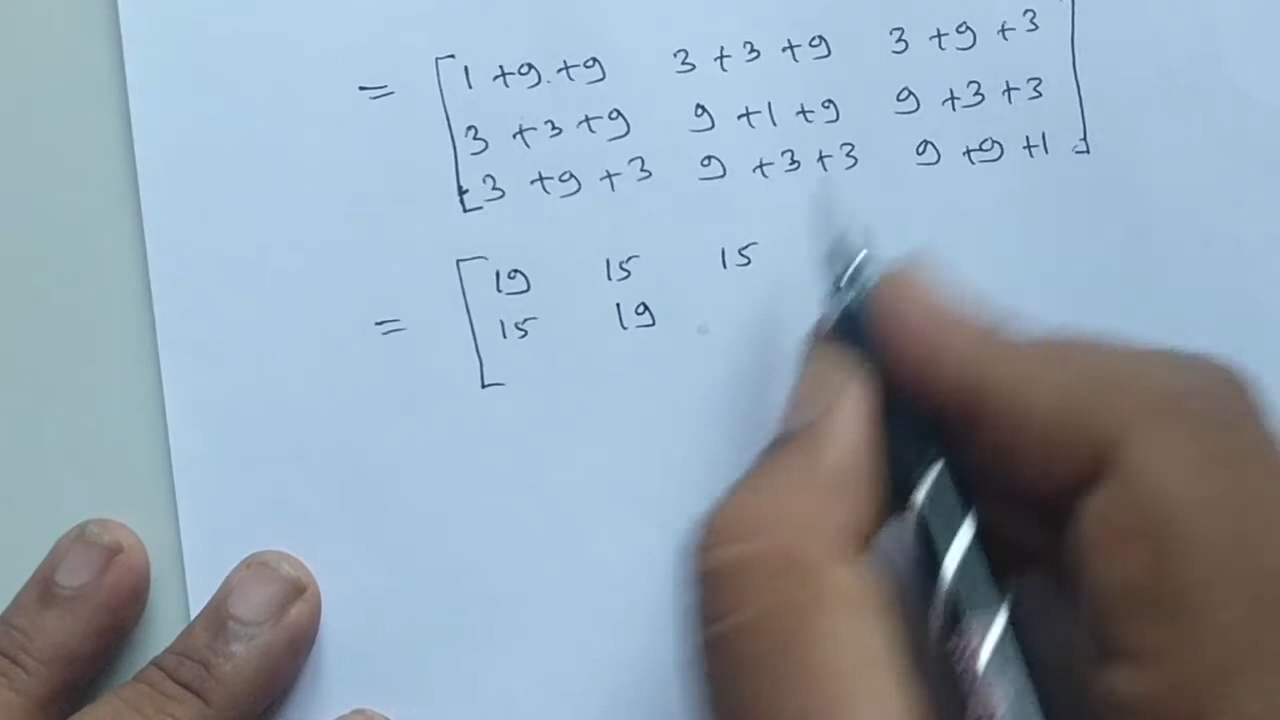 = [ 1 +9 +9 3 +3 +9 3 +9 +3 ]
3 +3 +9 9 +1 +9 9 +3 +3
3 +9 +3 9 +3 +3 9 +9 +1
= [ 19 15 15
15 19